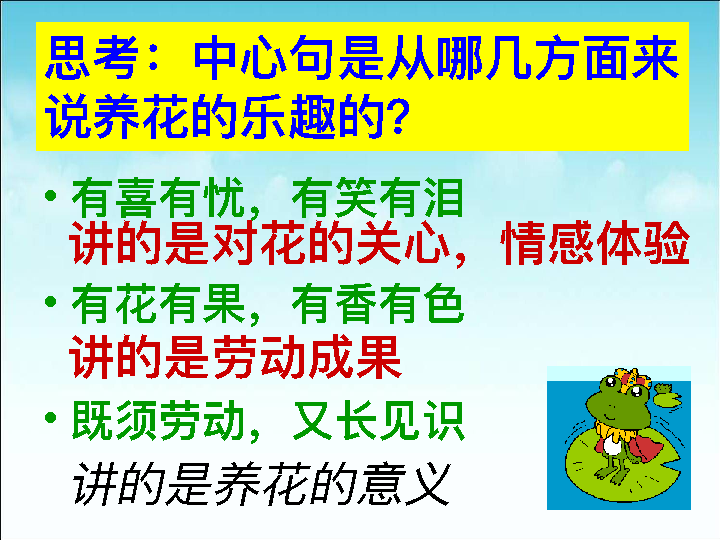 思考：中心句是从哪几方面来
说养花的乐趣的?
• 有喜有忧，有笑有泪
讲的是对花的关心，情感体验
• 有花有果，有香有色
讲的是劳动成果
• 既须劳动，又长见识
讲的是养花的意义